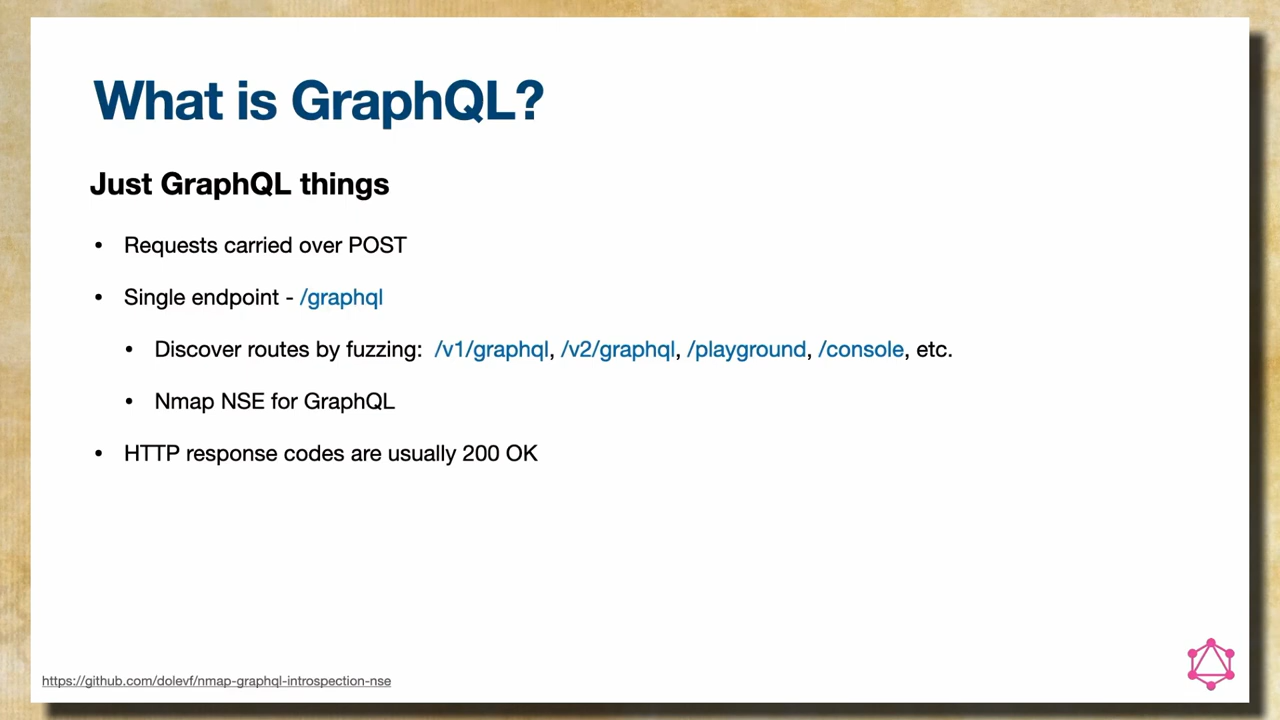 What is GraphQL?
Just GraphQL things
• Requests carried over POST
• Single endpoint - /graphql
• Discover routes by fuzzing: /v1/graphql, /v2/graphql, /playground, /console, etc.
• Nmap NSE for GraphQL
• HTTP response codes are usually 200 OK
https://github.com/dolevf/nmap-graphql-introspection-nse